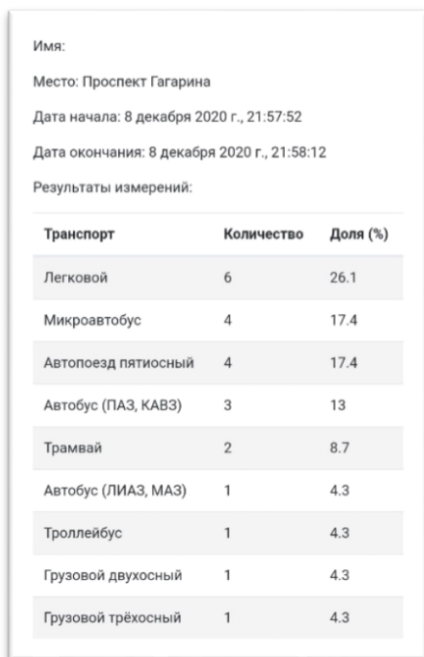 Имя:
Место: Проспект Гагарина
Дата начала: 8 декабря 2020 г., 21:57:52
Дата окончания: 8 декабря 2020 г., 21:58:12
Результаты измерений:
Транспорт Количество Доля (%)
Легковой 6 26.1
Микроавтобус 4 17.4
Автопоезд пятиосный 4 17.4
Автобус (ПАЗ, КАВЗ) 3 13
Трамвай 2 8.7
Автобус (ЛИАЗ, МАЗ) 1 4.3
Троллейбус 1 4.3
Грузовой двухосный 1 4.3
Грузовой трёхосный 1 4.3